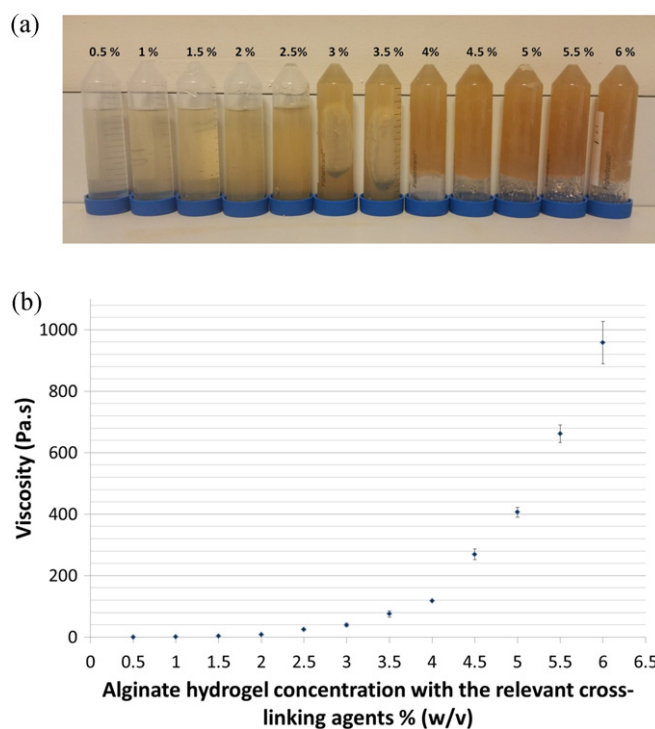 (a)
0.5 % 1 % 1.5 % 2 % 2.5% 3 % 3.5 % 4% 4.5 % 5 % 5.5 % 6 %
(b)
Viscosity (Pa.s)
1000
800
600
400
200
0
0 0.5 1 1.5 2 2.5 3 3.5 4 4.5 5 5.5 6 6.5
Alginate hydrogel concentration with the relevant cross-
linking agents % (w/v)